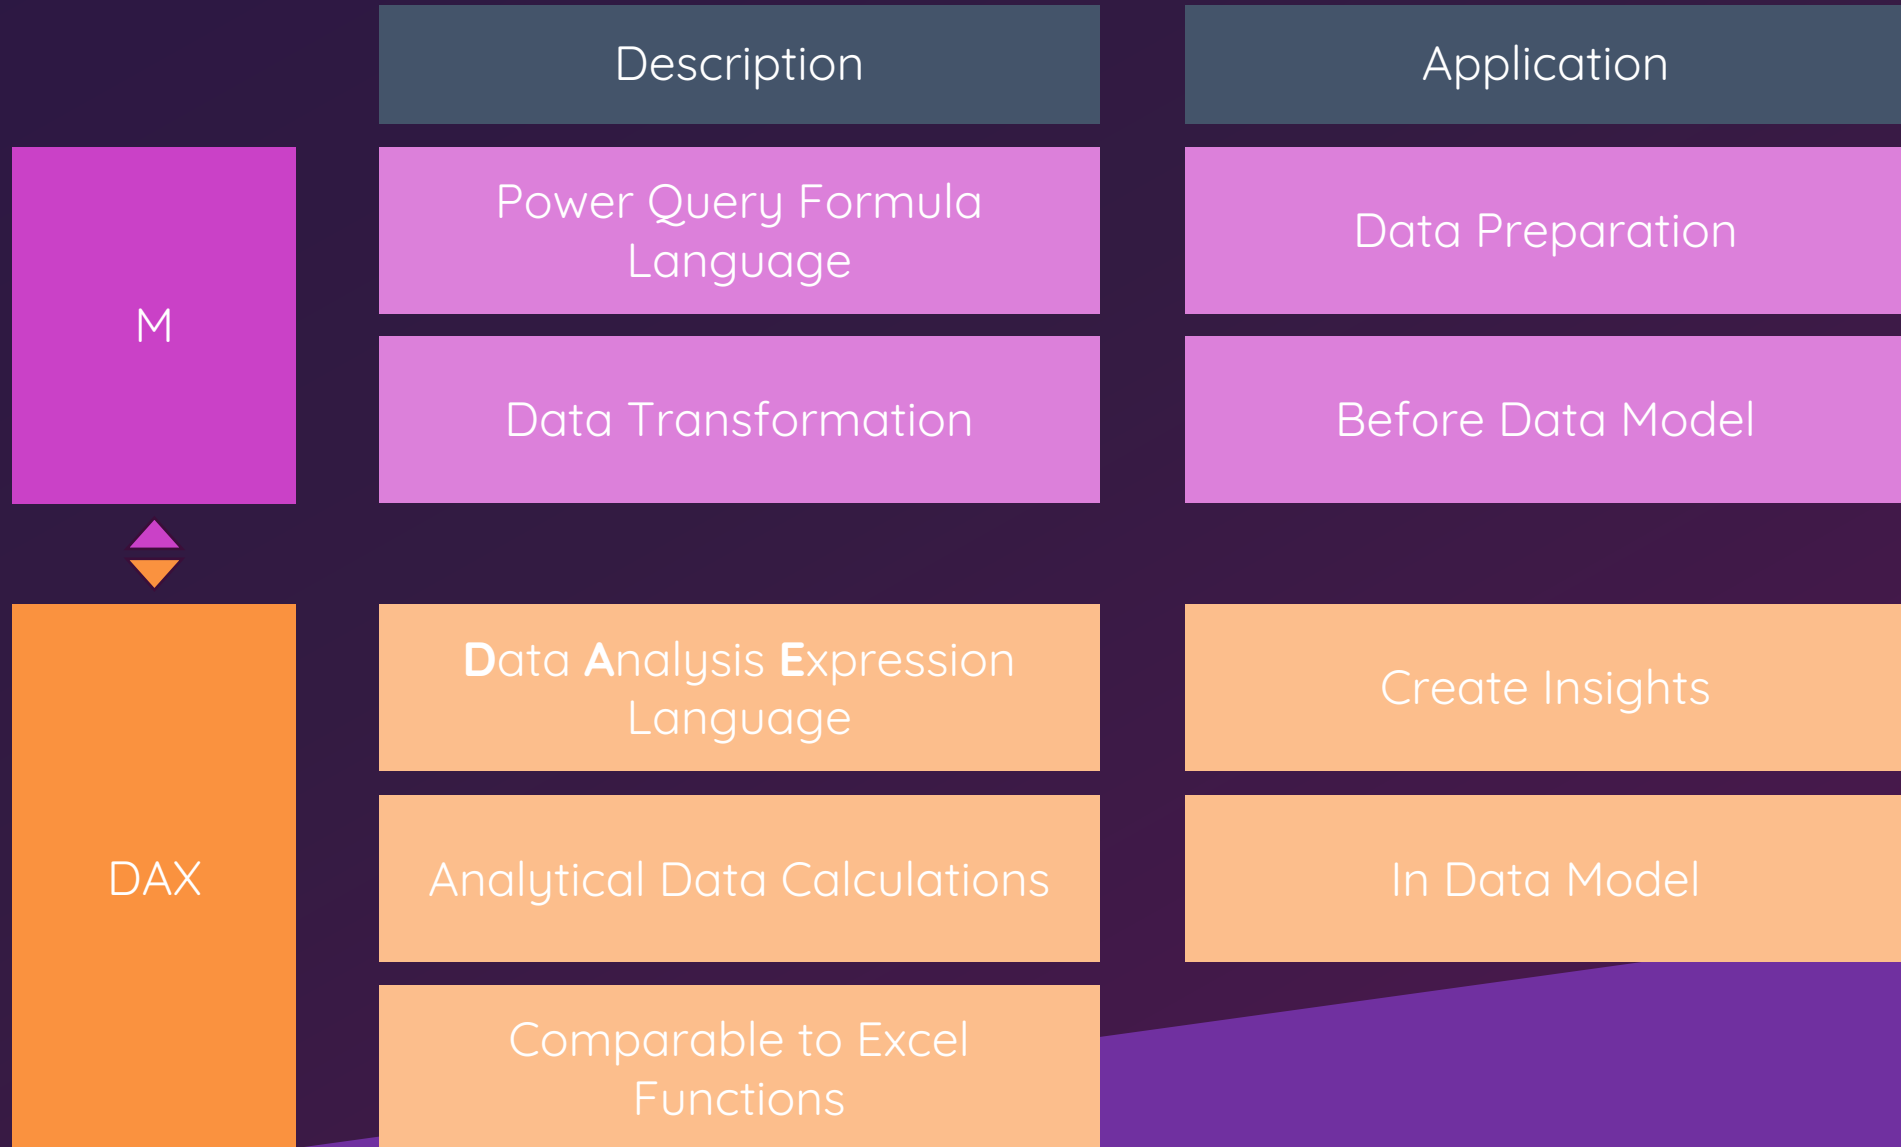 Description
Application
M
Power Query Formula
Language
Data Preparation
Data Transformation
Before Data Model
DAX
Data Analysis Expression
Language
Create Insights
Analytical Data Calculations
In Data Model
Comparable to Excel
Functions